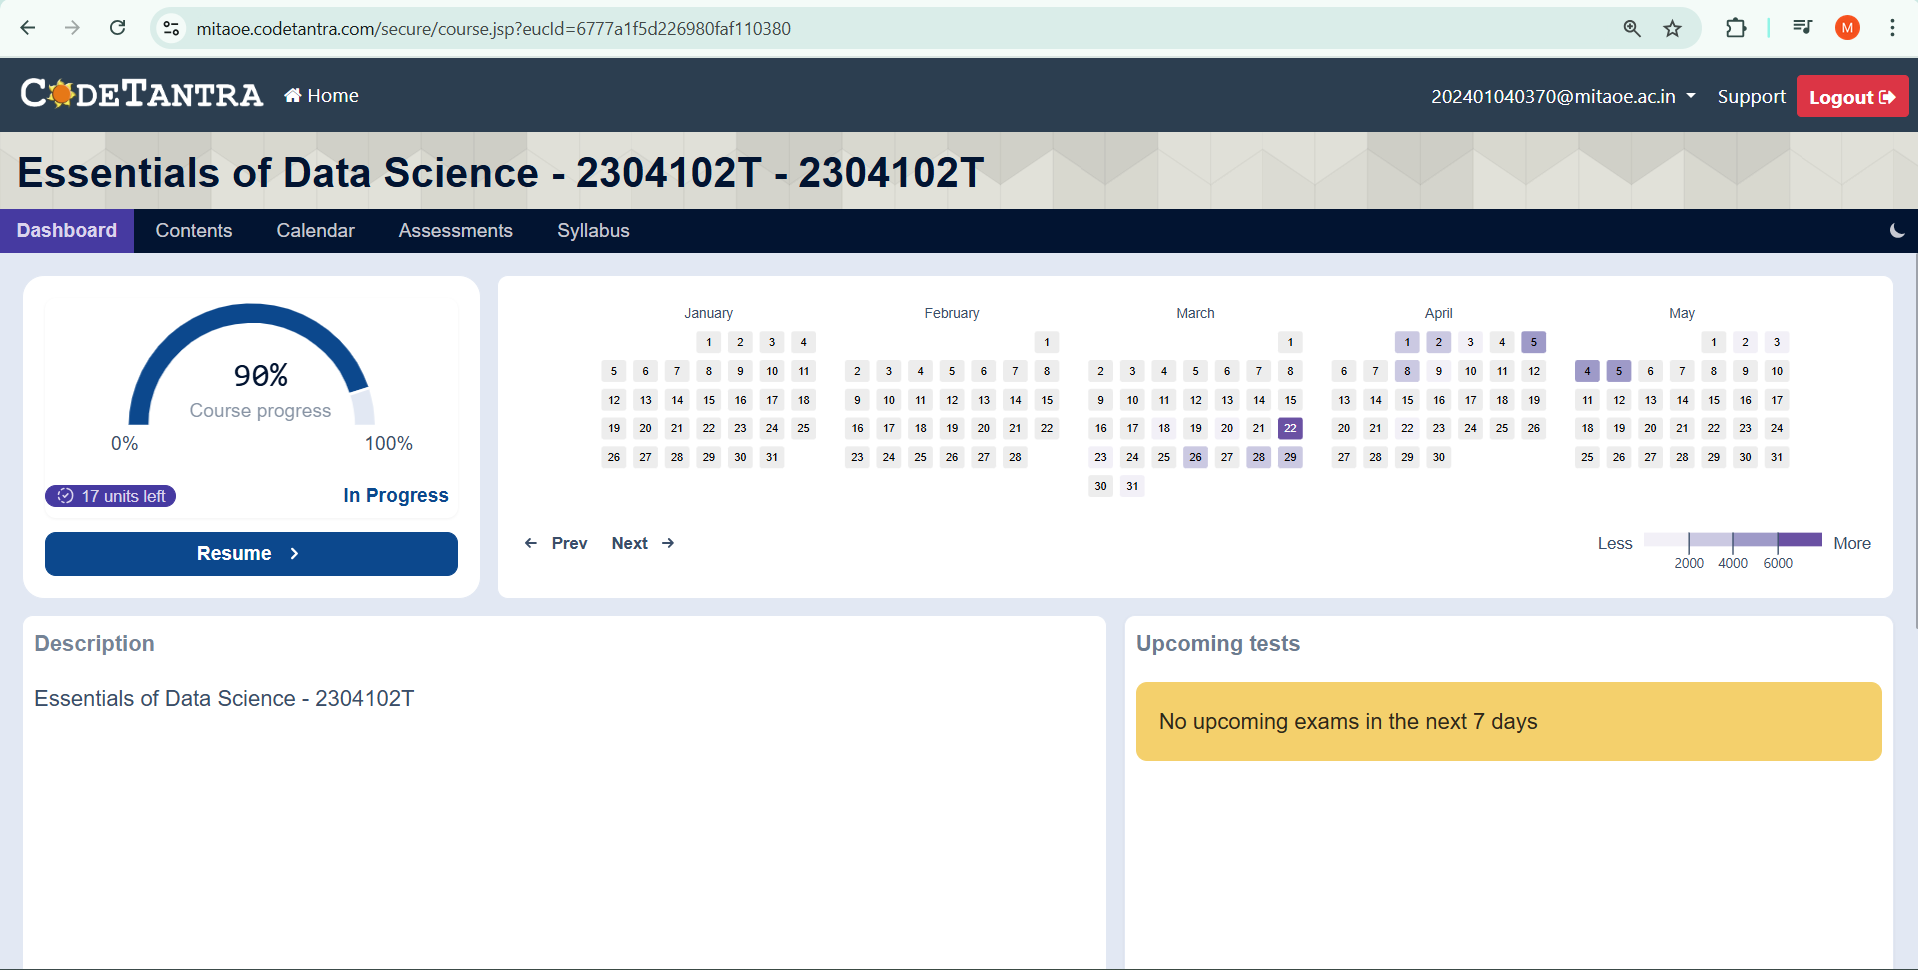 mitaoe.codetantra.com/secure/course.jsp?eucId=6777a1f5d226980faf110380
M
CODETANTRA Home 202401040370@mitaoe.ac.in Support Logout
Essentials of Data Science - 2304102T - 2304102T
Dashboard Contents Calendar Assessments Syllabus
90%
Course progress
0% 100%
17 units left In Progress
Resume
January
1 2 3 4
5 6 7 8 9 10 11
12 13 14 15 16 17 18
19 20 21 22 23 24 25
26 27 28 29 30 31
February
1
2 3 4 5 6 7 8
9 10 11 12 13 14 15
16 17 18 19 20 21 22
23 24 25 26 27 28
March
1
2 3 4 5 6 7 8
9 10 11 12 13 14 15
16 17 18 19 20 21 22
23 24 25 26 27 28 29
30 31
April
1 2 3 4 5
6 7 8 9 10 11 12
13 14 15 16 17 18 19
20 21 22 23 24 25 26
27 28 29 30
May
1 2 3
4 5 6 7 8 9 10
11 12 13 14 15 16 17
18 19 20 21 22 23 24
25 26 27 28 29 30 31
Prev Next
Less More
2000 4000 6000
Description
Essentials of Data Science - 2304102T
Upcoming tests
No upcoming exams in the next 7 days